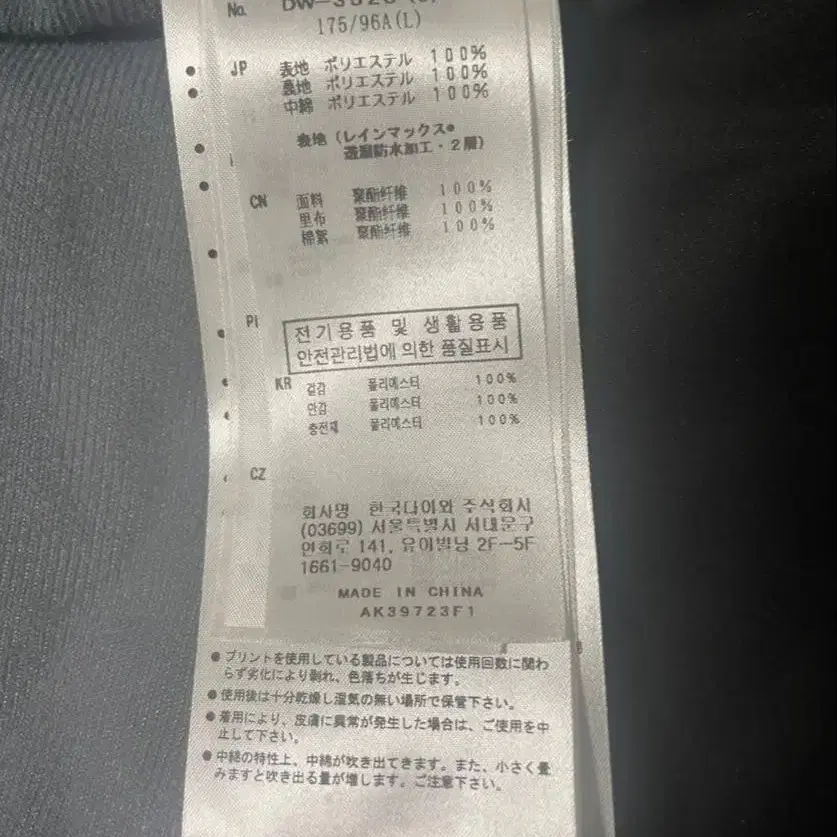 No.
175/96A(L)
JP 表地 ポリエステル 100%
裏地 ポリエステル 100%
中綿 ポリエステル 100%
表地(レインマックス®
透湿防水加工・2層)
CN 面料 聚酯纤维 100%
里布 聚酯纤维 100%
棉絮 聚酯纤维 100%
PI
전기용품 및 생활용품
안전관리법에 의한 품질표시
KR 겉감 폴리에스터 100%
안감 폴리에스터 100%
충전재 폴리에스터 100%
CZ
회사명 한국다이와 주식회사
(03699) 서울특별시 서대문구
연희로 141, 유이빌딩 2F-5F
1661-9040
MADE IN CHINA
AK39723F1
●プリントを使用している製品については使用回数に関わ
らず劣化により剥れ、色落ちが生じます。
●使用後は十分乾燥し湿気の無い場所で保管下さい。
●着用により、皮膚に異常が発生した場合は、ご使用を中
止して下さい。
●中綿の特性上、中綿が吹き出てきます。また、小さく畳
みますと吹き出る量が増します。ご注意下さい。